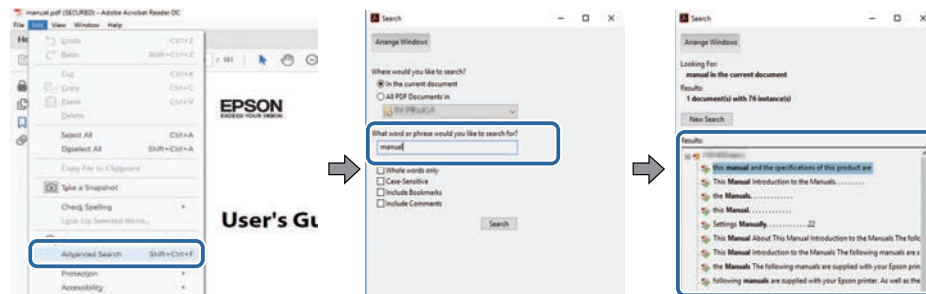 manual.pdf (SECURED) - Adobe Acrobat Reader DC
File Edit View Window Help
Undo Ctrl+Z
Redo Shift+Ctrl+Z
Cut Ctrl+X
Copy Ctrl+C
Paste Ctrl+V
Delete
Select All Ctrl+A
Deselect All Shift+Ctrl+A
Copy File to Clipboard
Take a Snapshot
Check Spelling
Look Up Selected Word...
Advanced Search Shift+Ctrl+F
Protection
Accessibility
/ 181
EPSON
EXCEED YOUR VISION
User's Gu
Search
Arrange Windows
Where would you like to search?
In the current document
All PDF Documents in
What word or phrase would you like to search for?
manual
Whole words only
Case-Sensitive
Include Bookmarks
Include Comments
Search
Search
Arrange Windows
Looking For:
manual in the current document
Results:
1 document(s) with 76 instance(s)
New Search
Results:
this manual and the specifications of this product are
This Manual Introduction to the Manuals. . . . . . . . .
the Manuals. . . . . . . . . . . .
this Manual. . . . . . . . . . . .
Settings Manually. . . . . . . . . . . .22
This Manual About This Manual Introduction to the Manuals The follo
This Manual Introduction to the Manuals The following manuals are s
the Manuals The following manuals are supplied with your Epson prin
following manuals are supplied with your Epson printer. As well as the